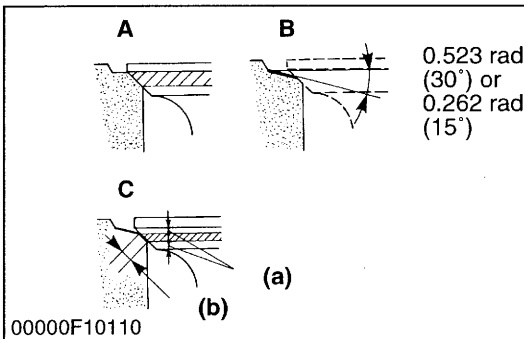 A
B
0.523 rad
(30°) or
0.262 rad
(15°)
C
(a)
(b)
00000F10110